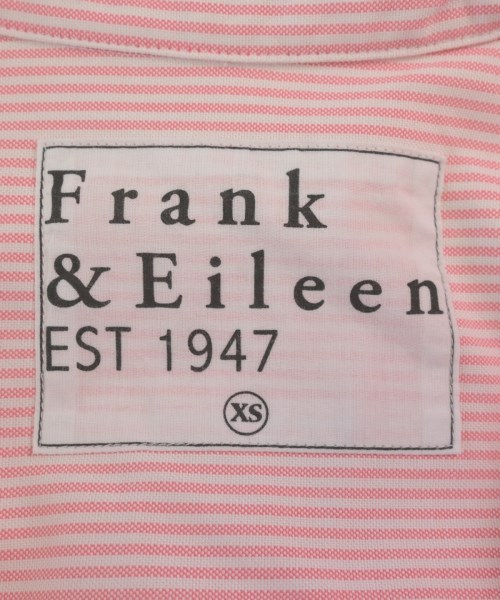 Frank
& Eileen
EST 1947
XS